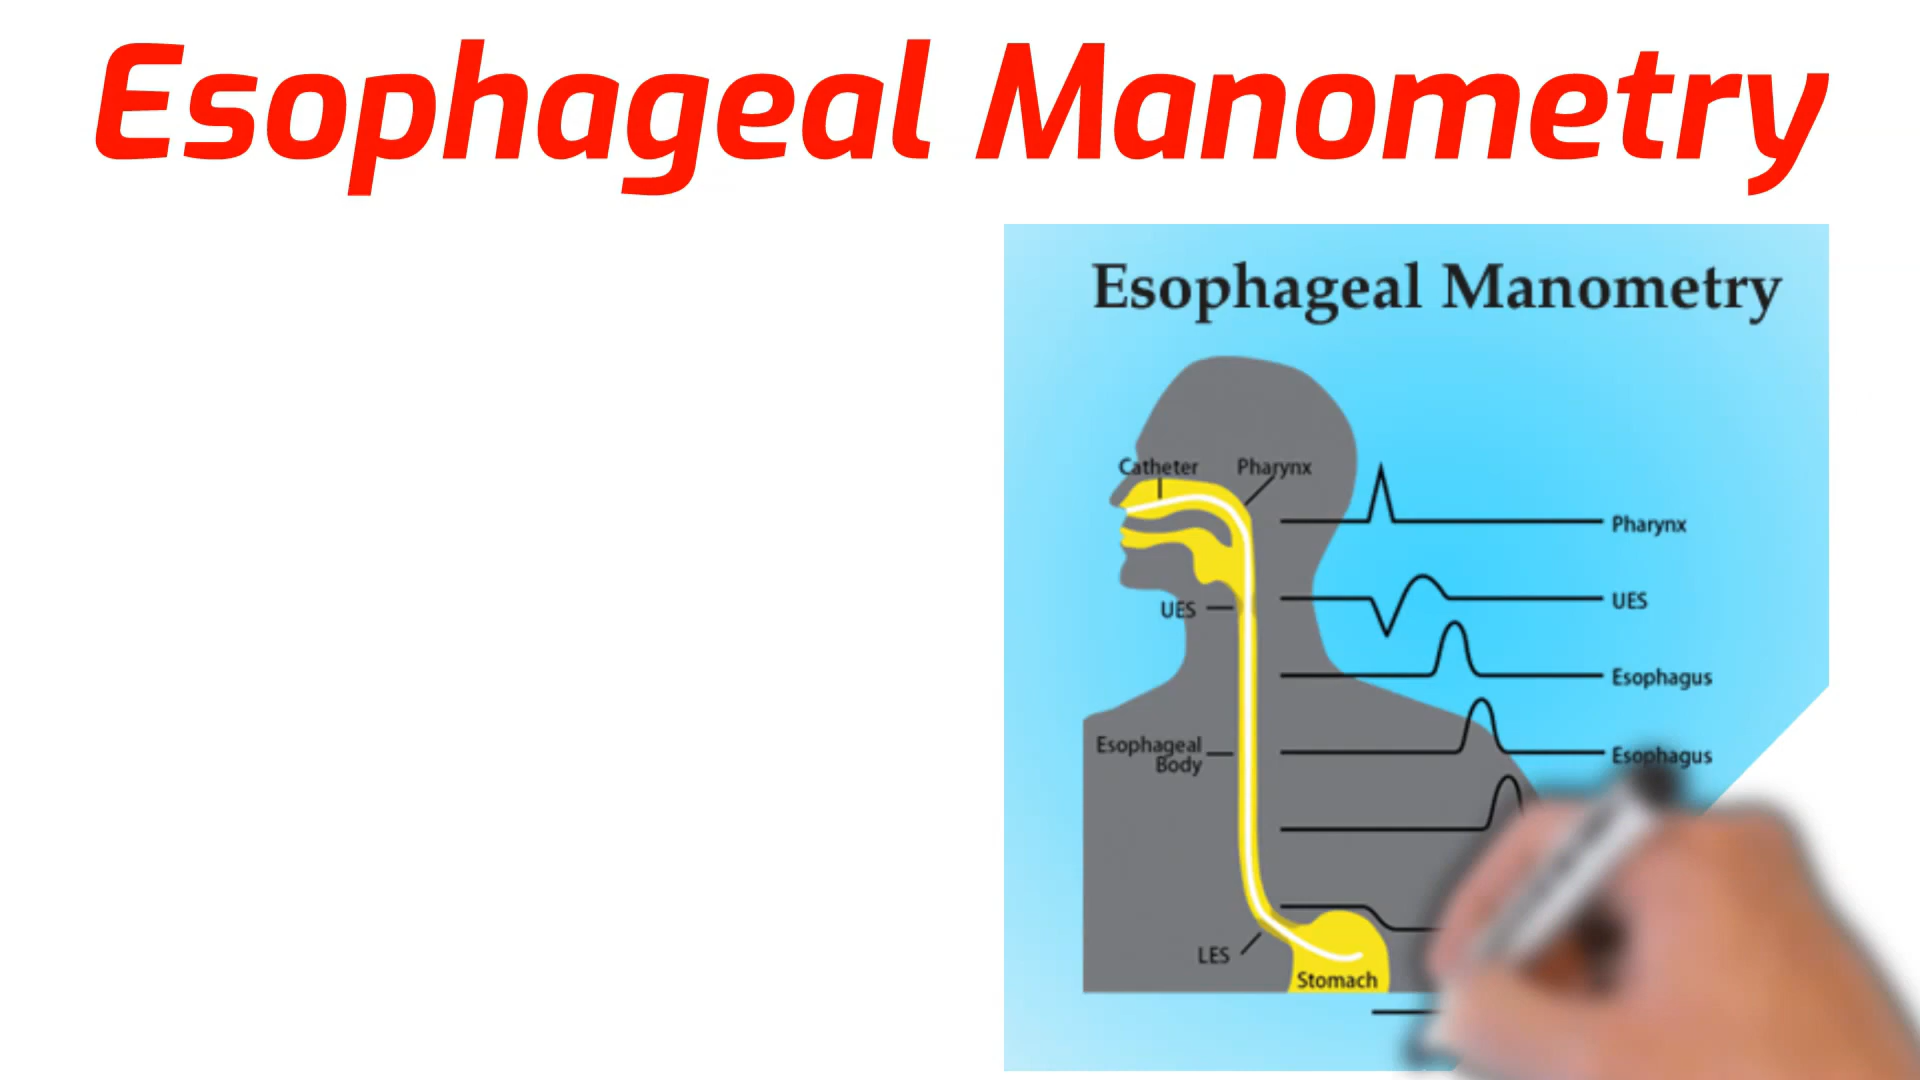 Esophageal Manometry
Esophageal Manometry
Catheter
Pharynx
Pharynx
UES
UES
Esophagus
Esophageal
Body
Esophagus
LES
Stomach